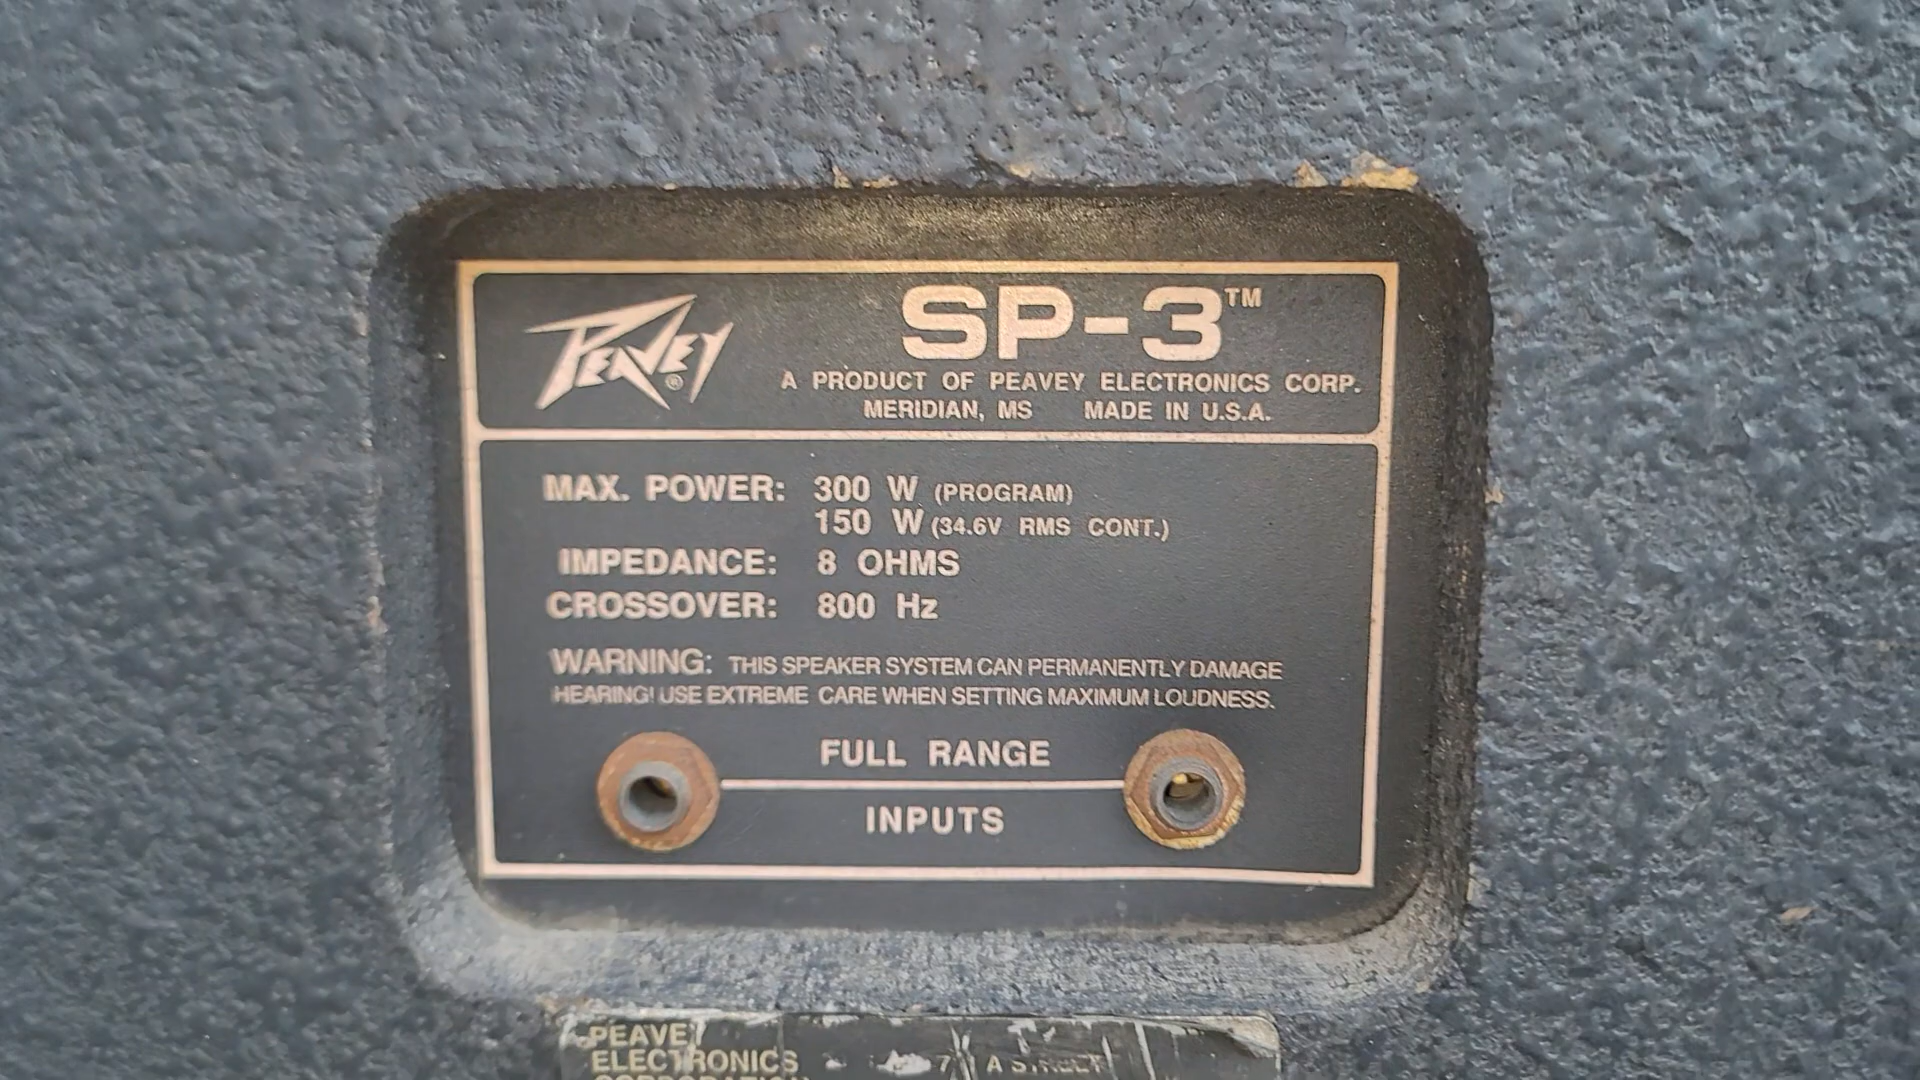 PEAVEY®
SP-3™
A PRODUCT OF PEAVEY ELECTRONICS CORP.
MERIDIAN, MS MADE IN U.S.A.
MAX. POWER: 300 W (PROGRAM)
150 W (34.6V RMS CONT.)
IMPEDANCE: 8 OHMS
CROSSOVER: 800 Hz
WARNING: THIS SPEAKER SYSTEM CAN PERMANENTLY DAMAGE
HEARING! USE EXTREME CARE WHEN SETTING MAXIMUM LOUDNESS.
FULL RANGE
INPUTS
PEAVEY
ELECTRONICS A STREET
CORPORATION